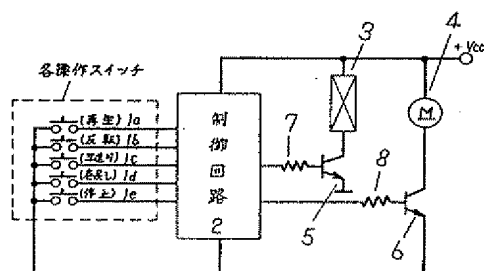 3
4
+Vcc
各操作スイッチ
(再生) 1a
(反転) 1b
(早送り) 1c
(巻戻し) 1d
(停止) 1e
制御回路
2
7
M
8
5
6